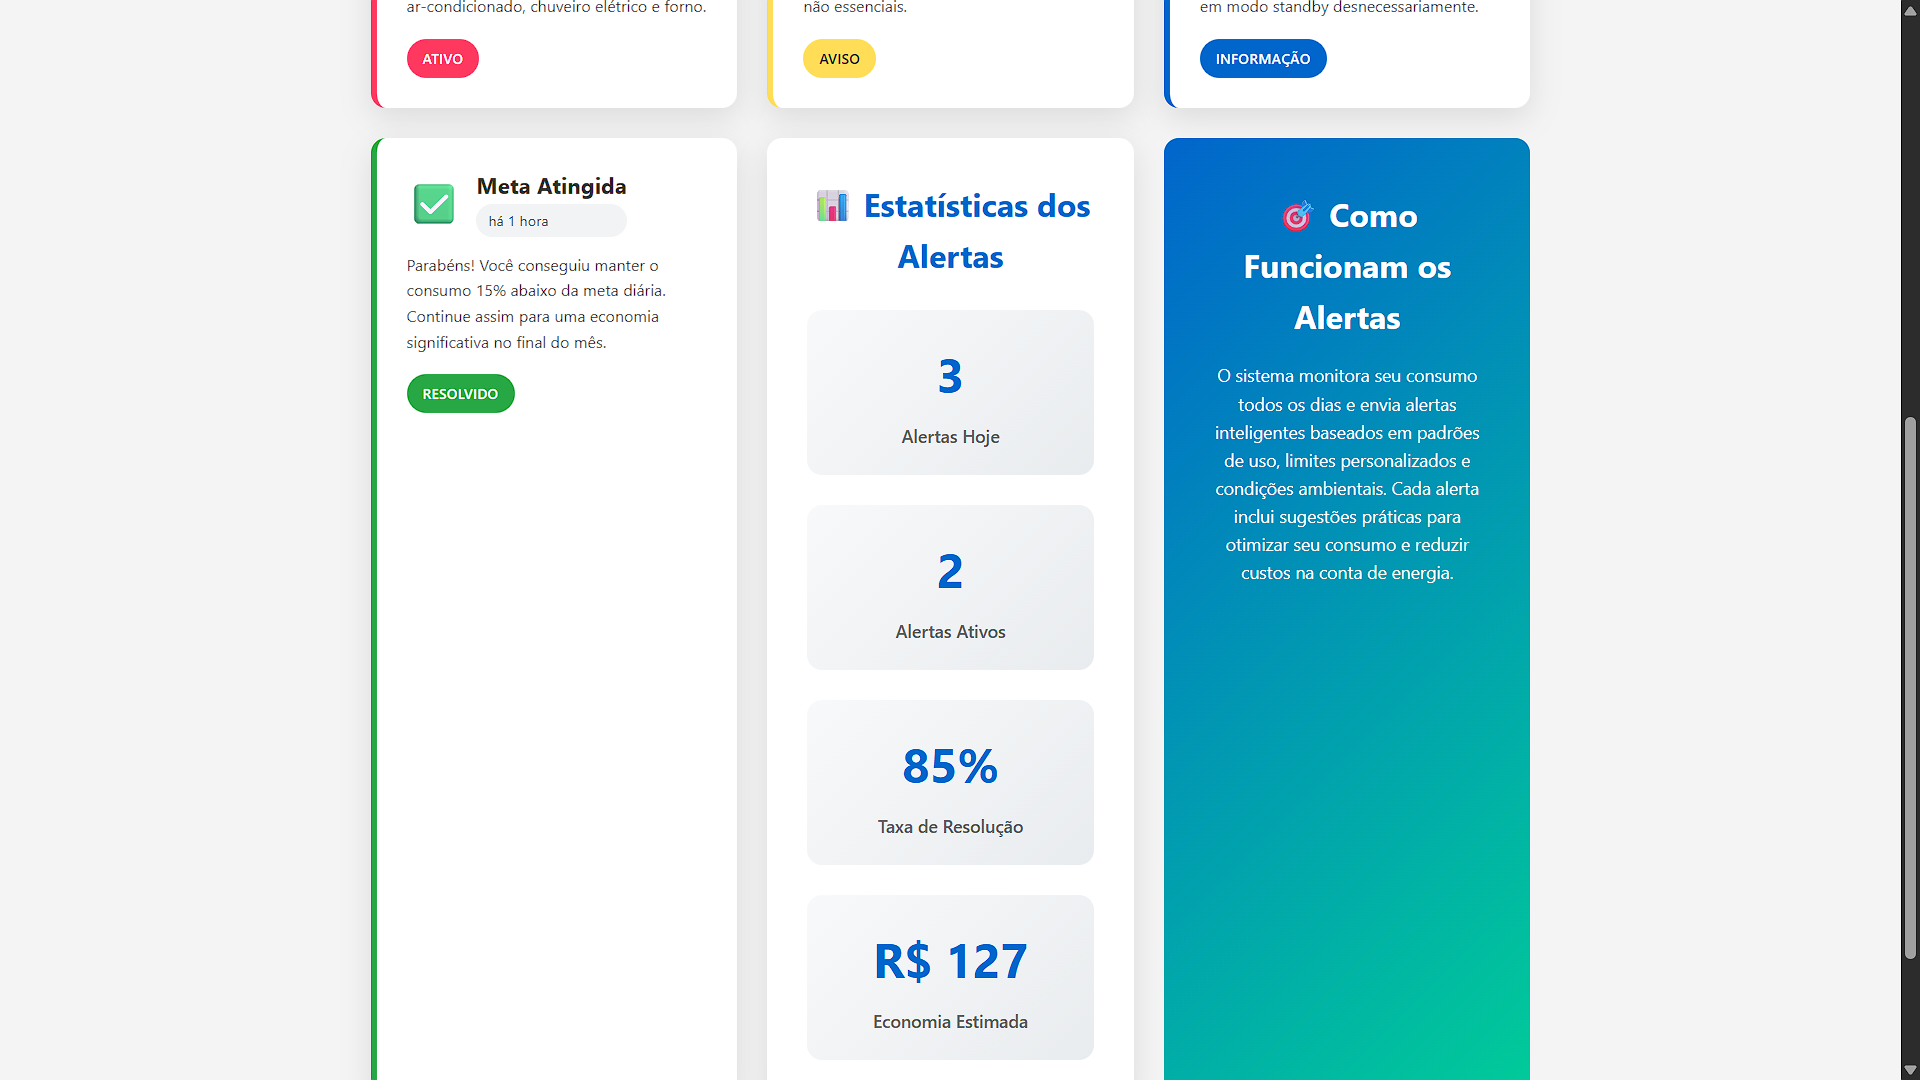 ar-condicionado, chuveiro elétrico e forno.
ATIVO
não essenciais.
AVISO
em modo standby desnecessariamente.
INFORMAÇÃO
Meta Atingida
há 1 hora
Parabéns! Você conseguiu manter o
consumo 15% abaixo da meta diária.
Continue assim para uma economia
significativa no final do mês.
RESOLVIDO
Estatísticas dos
Alertas
3
Alertas Hoje
2
Alertas Ativos
85%
Taxa de Resolução
R$ 127
Economia Estimada
Como
Funcionam os
Alertas
O sistema monitora seu consumo
todos os dias e envia alertas
inteligentes baseados em padrões
de uso, limites personalizados e
condições ambientais. Cada alerta
inclui sugestões práticas para
otimizar seu consumo e reduzir
custos na conta de energia.